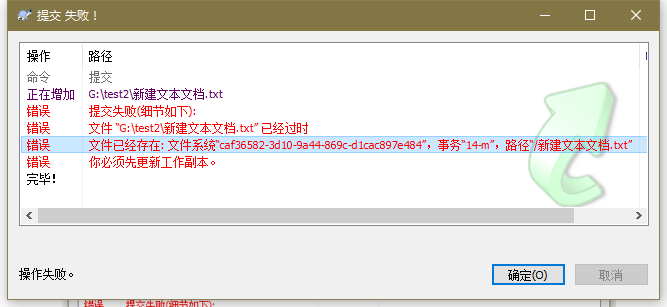 提交 失败！
操作 路径
命令 提交
正在增加 G:\test2\新建文本文档.txt
错误 提交失败(细节如下):
错误 文件 “G:\test2\新建文本文档.txt” 已经过时
错误 文件已经存在: 文件系统“caf36582-3d10-9a44-869c-d1cac897e484”，事务“14-m”，路径“/新建文本文档.txt”
错误 你必须先更新工作副本。
完毕!
操作失败。
确定(O) 取消
错误 提交失败(细节如下):